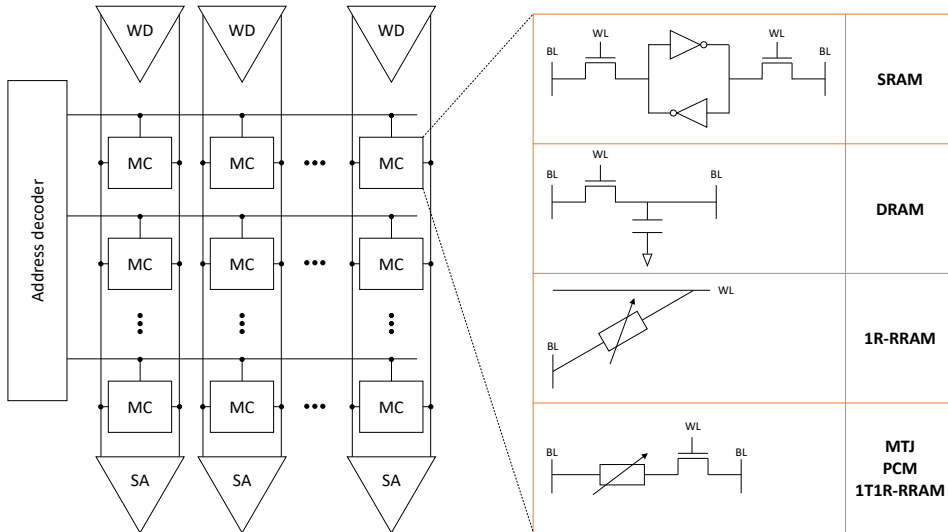 WD
WD
WD
Address decoder
MC
MC
MC
MC
MC
MC
MC
MC
MC
SA
SA
SA
BL
WL
WL
BL
SRAM
BL
WL
BL
DRAM
WL
BL
1R-RRAM
BL
WL
BL
MTJ
PCM
1T1R-RRAM